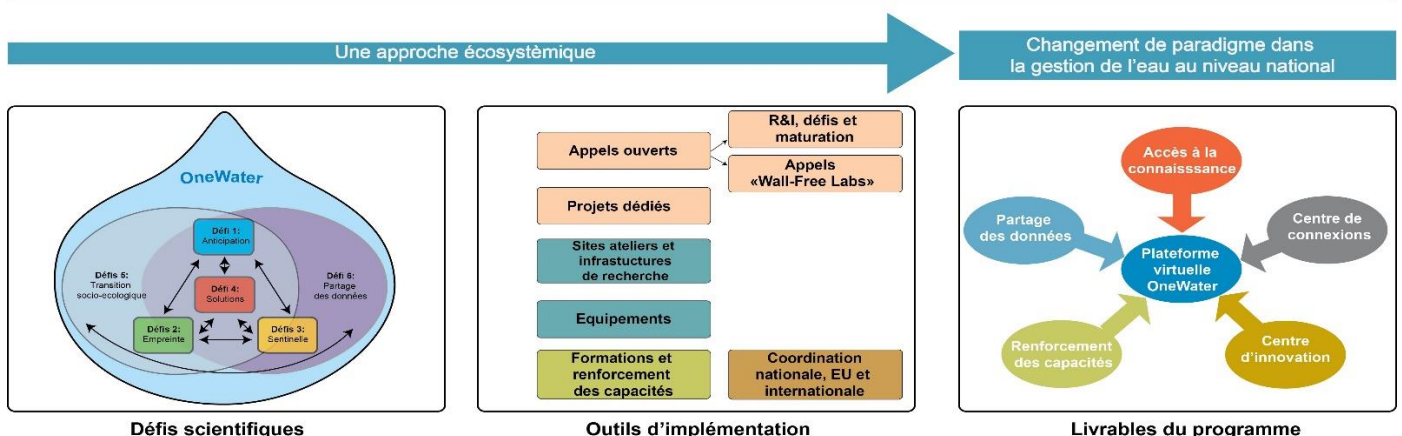 Une approche écosystèmique
Changement de paradigme dans
la gestion de l'eau au niveau national
OneWater
Défi 1:
Anticipation
Défis 5:
Transition
socio-ecologique
Défi 4:
Solutions
Défi 6:
Partage
des données
Défis 2:
Empreinte
Défis 3:
Sentinelle
Défis scientifiques
Appels ouverts
R&I, défis et
maturation
Appels
«Wall-Free Labs»
Projets dédiés
Sites ateliers et
infrastuctures
de recherche
Equipements
Formations et
renforcement
des capacités
Coordination
nationale, EU et
internationale
Outils d'implémentation
Accès à la
connaisssance
Partage
des données
Centre de
connexions
Plateforme
virtuelle
OneWater
Renforcement
des capacités
Centre
d'innovation
Livrables du programme